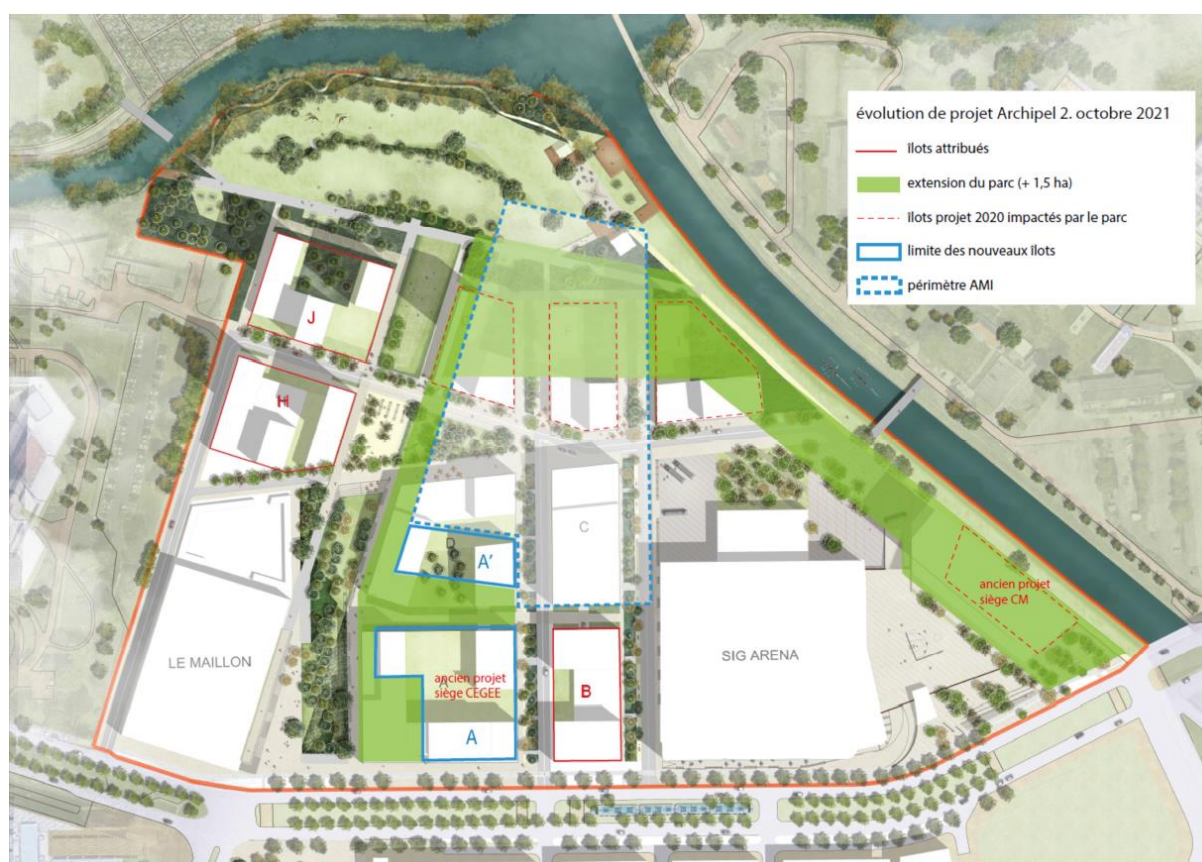 évolution de projet Archipel 2. octobre 2021
îlots attribués
extension du parc (+ 1,5 ha)
îlots projet 2020 impactés par le parc
limite des nouveaux îlots
périmètre AMI
J
H
C
D
A'
ancien projet
siège CM
LE MAILLON
SIG ARENA
A
ancien projet
siège CEGEE
B
A